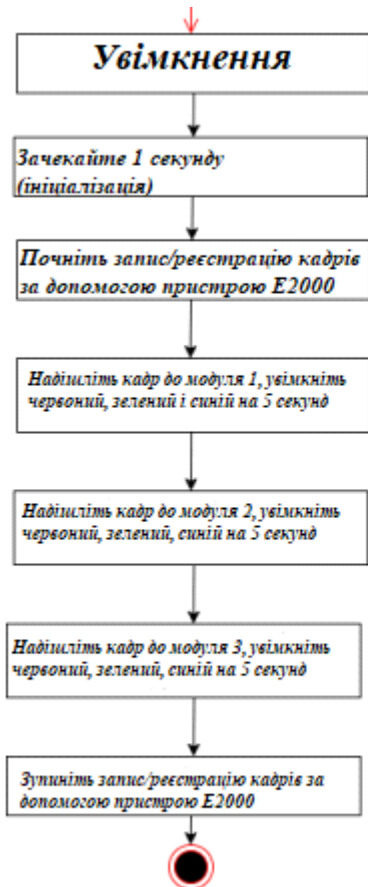 Увімкнення
Зачекайте 1 секунду
(ініціалізація)
Почніть запис/реєстрацію кадрів
за допомогою пристрою E2000
Надішліть кадр до модуля 1, увімкніть
червоний, зелений і синій на 5 секунд
Надішліть кадр до модуля 2, увімкніть
червоний, зелений, синій на 5 секунд
Надішліть кадр до модуля 3, увімкніть
червоний, зелений, синій на 5 секунд
Зупиніть запис/реєстрацію кадрів за
допомогою пристрою E2000